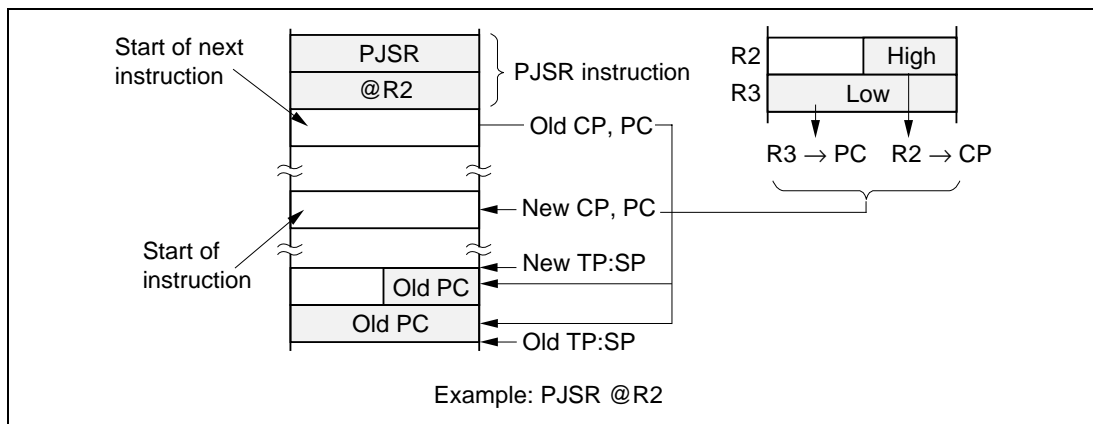 Start of next
instruction
PJSR
@R2
PJSR instruction
Old CP, PC
New CP, PC
Start of
instruction
New TP:SP
Old PC
Old PC
Old TP:SP
R2
High
R3
Low
R3 → PC R2 → CP
Example: PJSR @R2